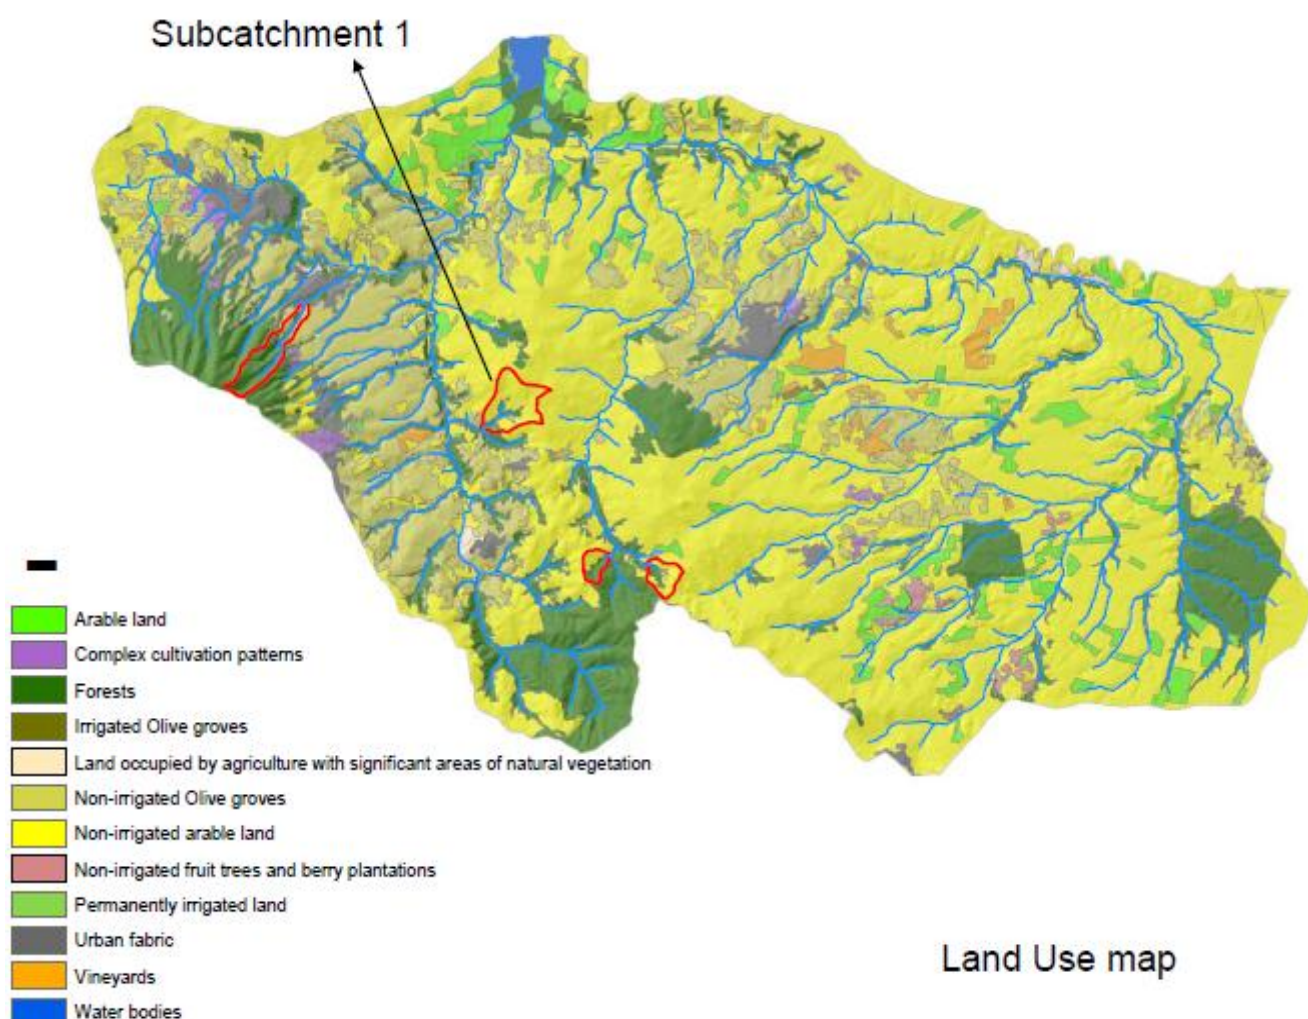 Subcatchment 1
Arable land
Complex cultivation patterns
Forests
Irrigated Olive groves
Land occupied by agriculture with significant areas of natural vegetation
Non-irrigated Olive groves
Non-irrigated arable land
Non-irrigated fruit trees and berry plantations
Permanently irrigated land
Urban fabric
Vineyards
Water bodies
Land Use map